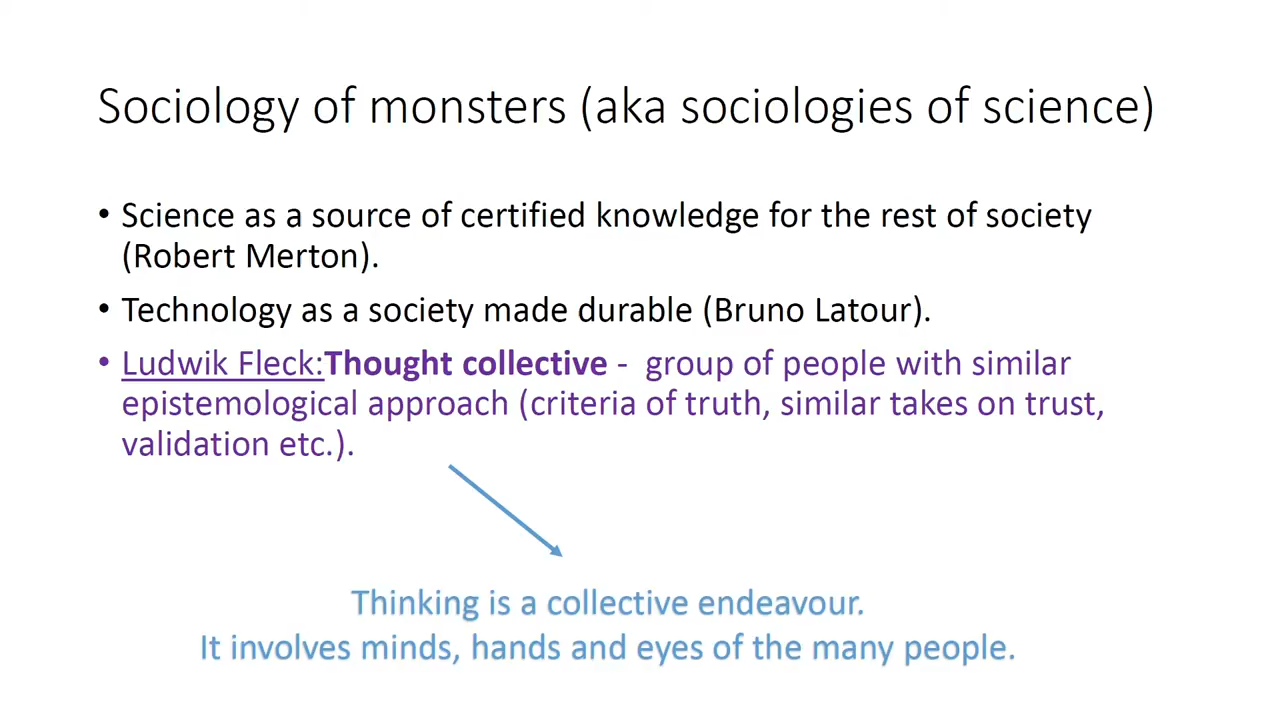 Sociology of monsters (aka sociologies of science)
• Science as a source of certified knowledge for the rest of society
(Robert Merton).
• Technology as a society made durable (Bruno Latour).
• Ludwik Fleck:Thought collective -  group of people with similar
epistemological approach (criteria of truth, similar takes on trust,
validation etc.).
Thinking is a collective endeavour.
It involves minds, hands and eyes of the many people.